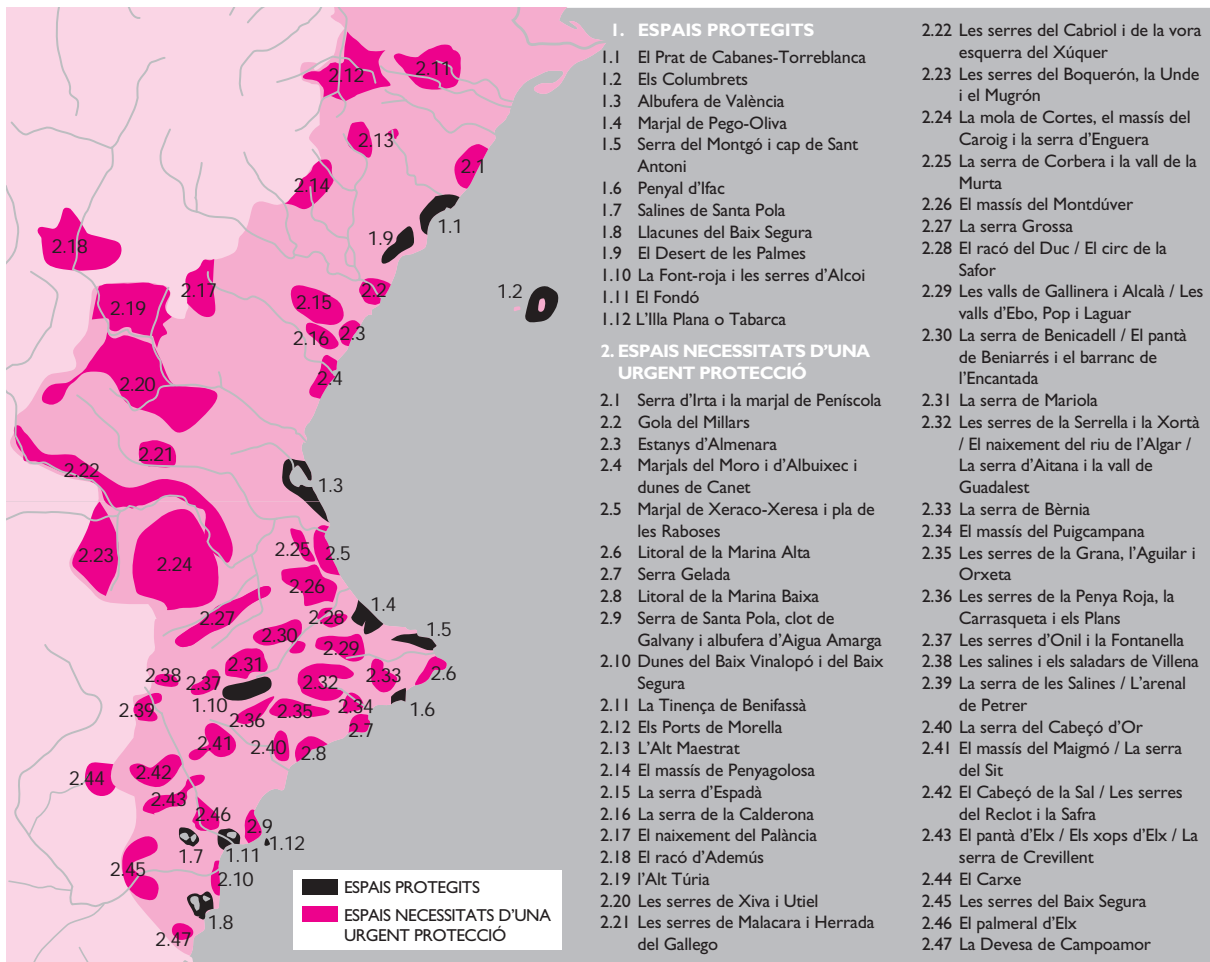 2.12
2.11
2.13
2.1
2.14
1.1
1.9
2.18
2.17
2.2
1.2
2.15
2.19
2.16
2.3
2.4
2.20
2.21
2.22
1.3
2.23
2.24
2.25
2.5
2.26
1.4
2.27
2.28
1.5
2.30
2.29
2.31
2.38
2.37
2.32
2.33
2.6
1.10
2.39
2.36
2.35
2.34
1.6
2.7
2.41
2.40
2.8
2.44
2.42
2.43
2.46
2.9
1.12
1.7
1.11
2.45
2.10
1.8
2.47
ESPAIS PROTEGITS
ESPAIS NECESSITATS D'UNA
URGENT PROTECCIÓ
1. ESPAIS PROTEGITS
1.1 El Prat de Cabanes-Torreblanca
1.2 Els Columbrets
1.3 Albufera de València
1.4 Marjal de Pego-Oliva
1.5 Serra del Montgó i cap de Sant
Antoni
1.6 Penyal d'Ifac
1.7 Salines de Santa Pola
1.8 Llacunes del Baix Segura
1.9 El Desert de les Palmes
1.10 La Font-roja i les serres d'Alcoi
1.11 El Fondó
1.12 L'Illa Plana o Tabarca
2. ESPAIS NECESSITATS D'UNA
URGENT PROTECCIÓ
2.1 Serra d'Irta i la marjal de Peníscola
2.2 Gola del Millars
2.3 Estanys d'Almenara
2.4 Marjals del Moro i d'Albuixec i
dunes de Canet
2.5 Marjal de Xeraco-Xeresa i pla de
les Raboses
2.6 Litoral de la Marina Alta
2.7 Serra Gelada
2.8 Litoral de la Marina Baixa
2.9 Serra de Santa Pola, clot de
Galvany i albufera d'Aigua Amarga
2.10 Dunes del Baix Vinalopó i del Baix
Segura
2.11 La Tinença de Benifassà
2.12 Els Ports de Morella
2.13 L'Alt Maestrat
2.14 El massís de Penyagolosa
2.15 La serra d'Espadà
2.16 La serra de la Calderona
2.17 El naixement del Palància
2.18 El racó d'Ademús
2.19 l'Alt Túria
2.20 Les serres de Xiva i Utiel
2.21 Les serres de Malacara i Herrada
del Gallego
2.22 Les serres del Cabriol i de la vora
esquerra del Xúquer
2.23 Les serres del Boquerón, la Unde
i el Mugrón
2.24 La mola de Cortes, el massís del
Caroig i la serra d'Enguera
2.25 La serra de Corbera i la vall de la
Murta
2.26 El massís del Montdúver
2.27 La serra Grossa
2.28 El racó del Duc / El circ de la
Safor
2.29 Les valls de Gallinera i Alcalà / Les
valls d'Ebo, Pop i Laguar
2.30 La serra de Benicadell / El pantà
de Beniarrés i el barranc de
l'Encantada
2.31 La serra de Mariola
2.32 Les serres de la Serrella i la Xortà
/ El naixement del riu de l'Algar /
La serra d'Aitana i la vall de
Guadalest
2.33 La serra de Bèrnia
2.34 El massís del Puigcampana
2.35 Les serres de la Grana, l'Aguilar i
Orxeta
2.36 Les serres de la Penya Roja, la
Carrasqueta i els Plans
2.37 Les serres d'Onil i la Fontanella
2.38 Les salines i els saladars de Villena
2.39 La serra de les Salines / L'arenal
de Petrer
2.40 La serra del Cabeçó d'Or
2.41 El massís del Maigmó / La serra
del Sit
2.42 El Cabeçó de la Sal / Les serres
del Reclot i la Safra
2.43 El pantà d'Elx / Els xops d'Elx / La
serra de Crevillent
2.44 El Carxe
2.45 Les serres del Baix Segura
2.46 El palmeral d'Elx
2.47 La Devesa de Campoamor